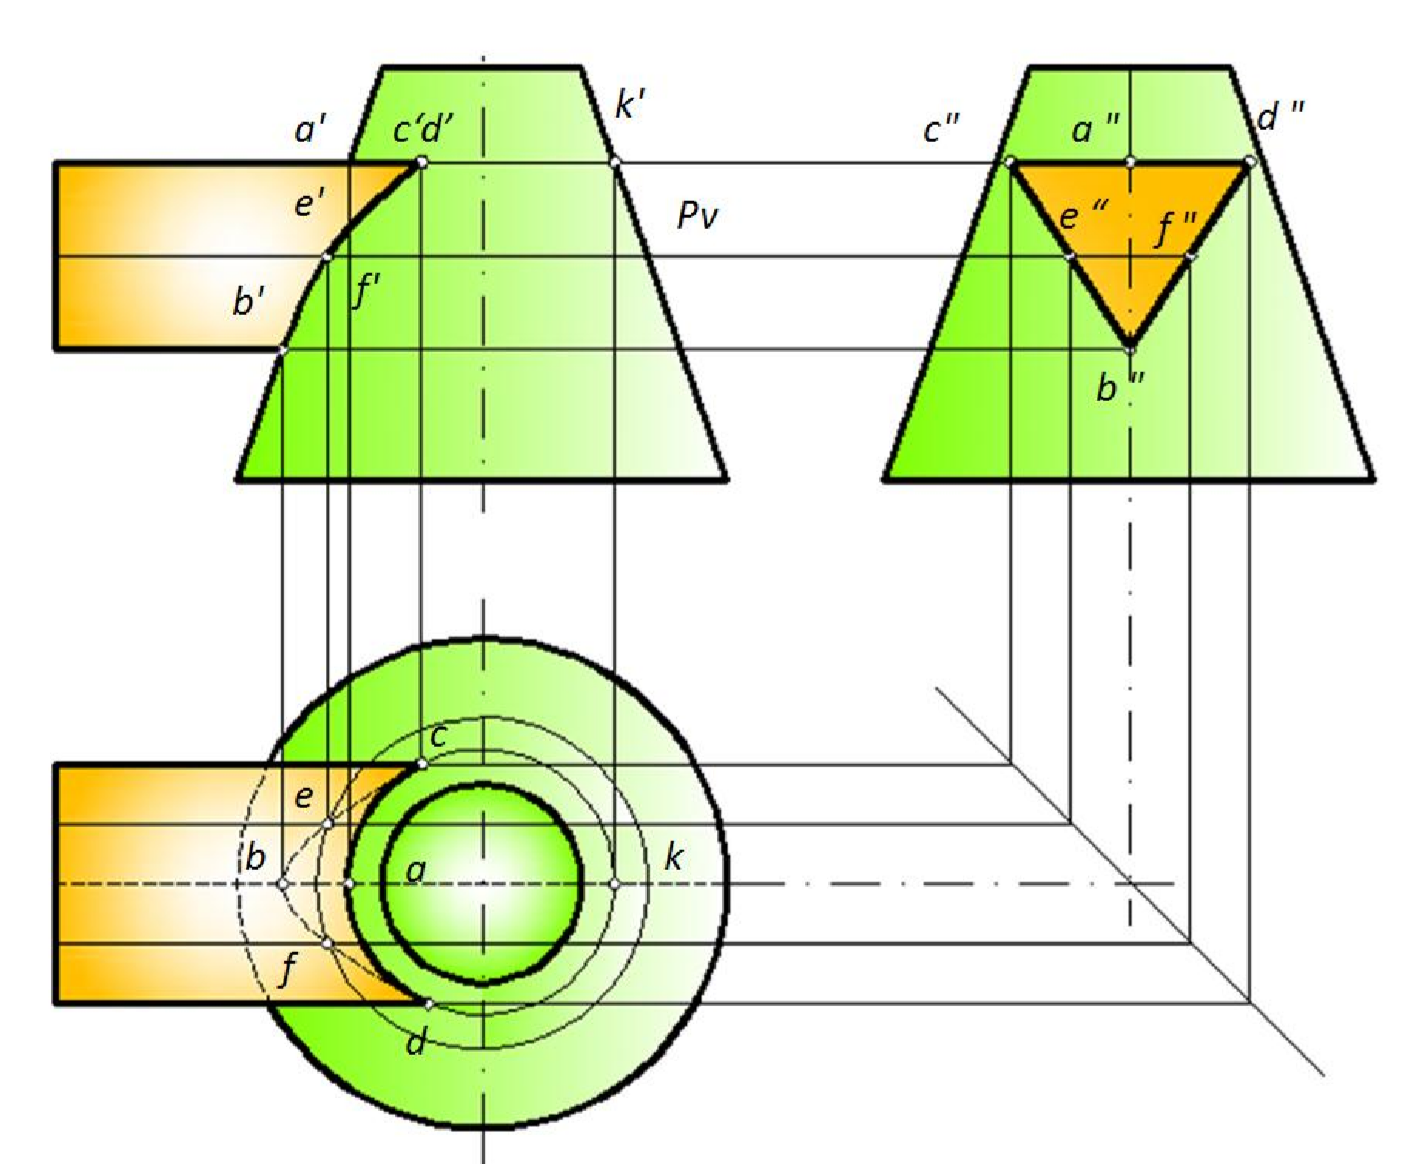 k'
a' c‘d’ c" a" d"
e' Pv e“ f"
b' f'
b"
c
e
b a k
f
d